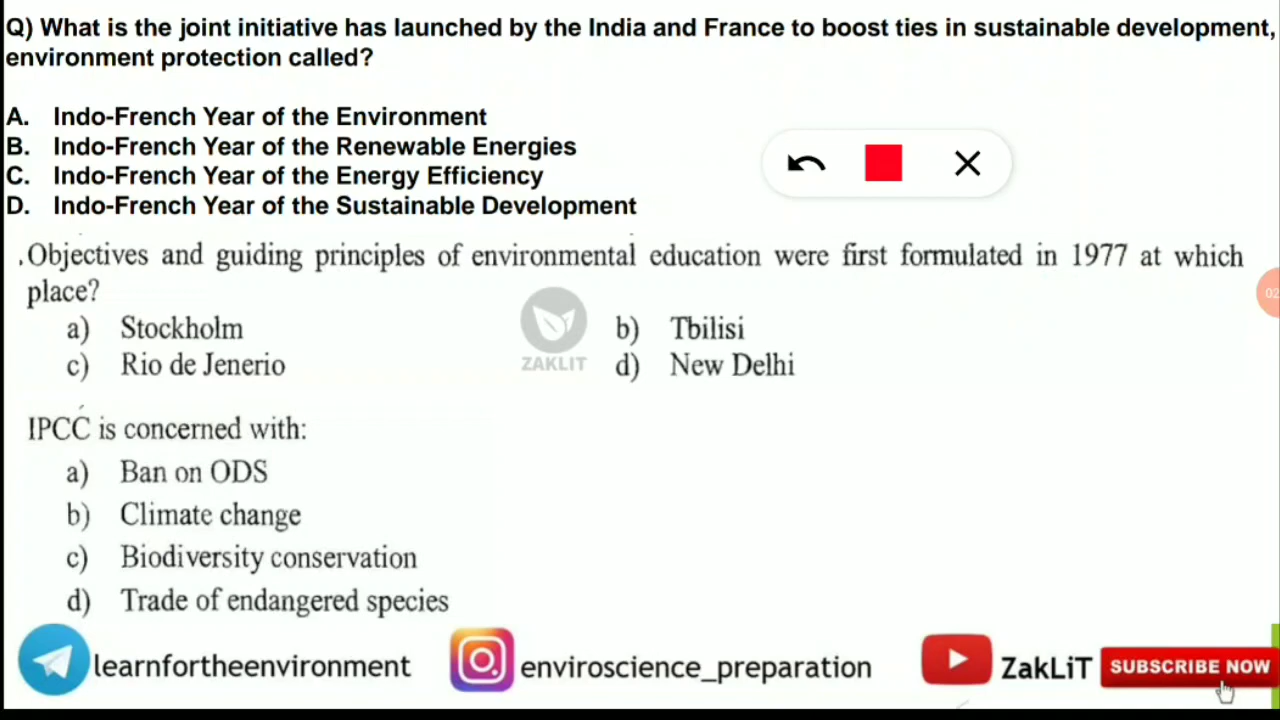 Q) What is the joint initiative has launched by the India and France to boost ties in sustainable development,
environment protection called?
A. Indo-French Year of the Environment
B. Indo-French Year of the Renewable Energies
C. Indo-French Year of the Energy Efficiency
D. Indo-French Year of the Sustainable Development
.Objectives and guiding principles of environmental education were first formulated in 1977 at which
place?
a) Stockholm b) Tbilisi
c) Rio de Jenerio d) New Delhi
ZAKLIT
02
IPCC is concerned with:
a) Ban on ODS
b) Climate change
c) Biodiversity conservation
d) Trade of endangered species
learnfortheenvironment enviroscience_preparation ZakLiT SUBSCRIBE NOW